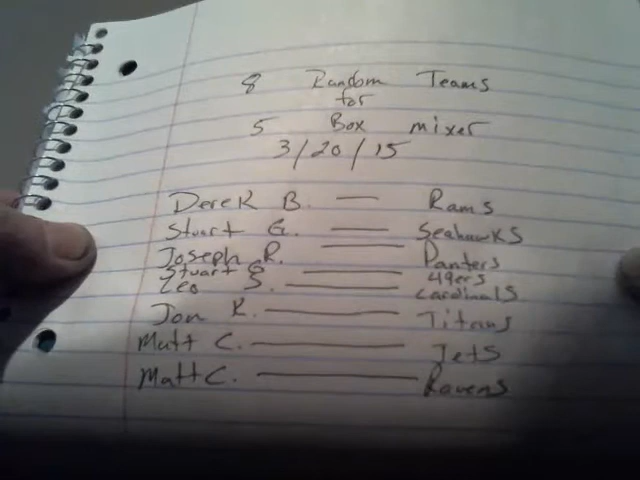 8 Random Teams
for
5 Box mixer
3/20/15
Derek B. — Rams
Stuart G. — Seahawks
Joseph R. — Panters
Stuart G — 49ers
Leo S. — Cardinals
Jon K. — Titans
Matt C. — Jets
Matt C. — Ravens